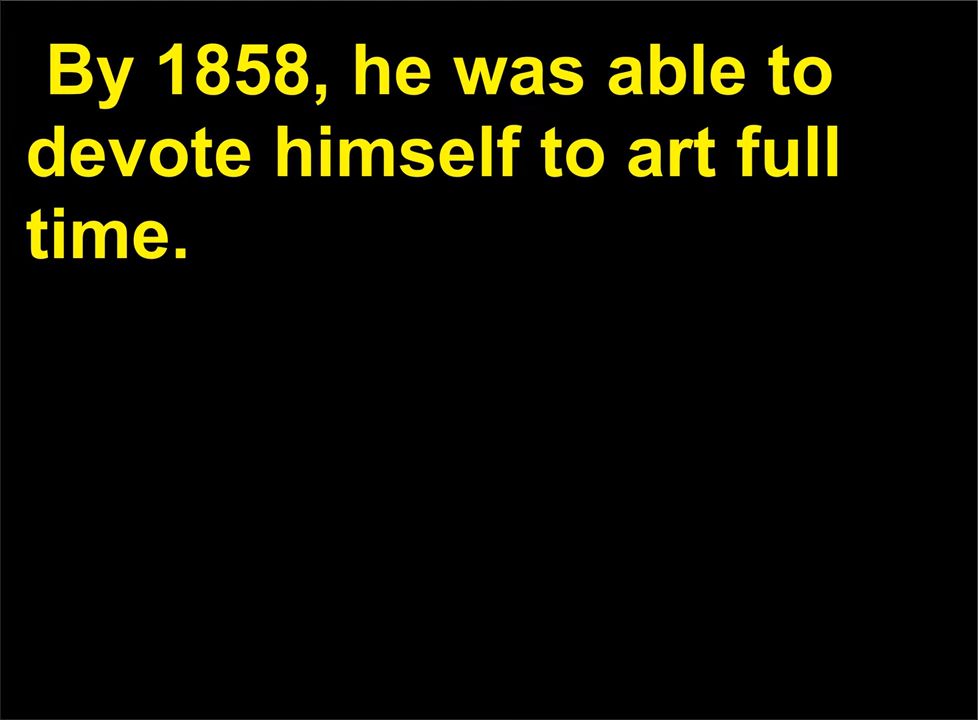 By 1858, he was able to
devote himself to art full
time.